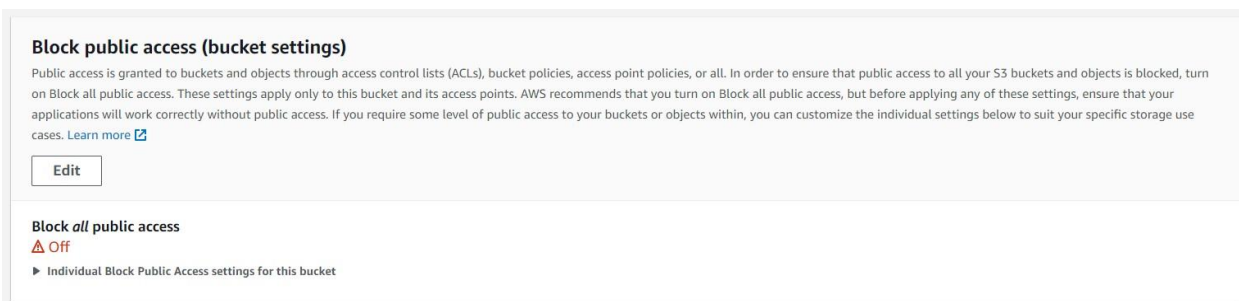 Block public access (bucket settings)
Public access is granted to buckets and objects through access control lists (ACLs), bucket policies, access point policies, or all. In order to ensure that public access to all your S3 buckets and objects is blocked, turn
on Block all public access. These settings apply only to this bucket and its access points. AWS recommends that you turn on Block all public access, but before applying any of these settings, ensure that your
applications will work correctly without public access. If you require some level of public access to your buckets or objects within, you can customize the individual settings below to suit your specific storage use
cases. Learn more
Edit
Block all public access
Off
Individual Block Public Access settings for this bucket